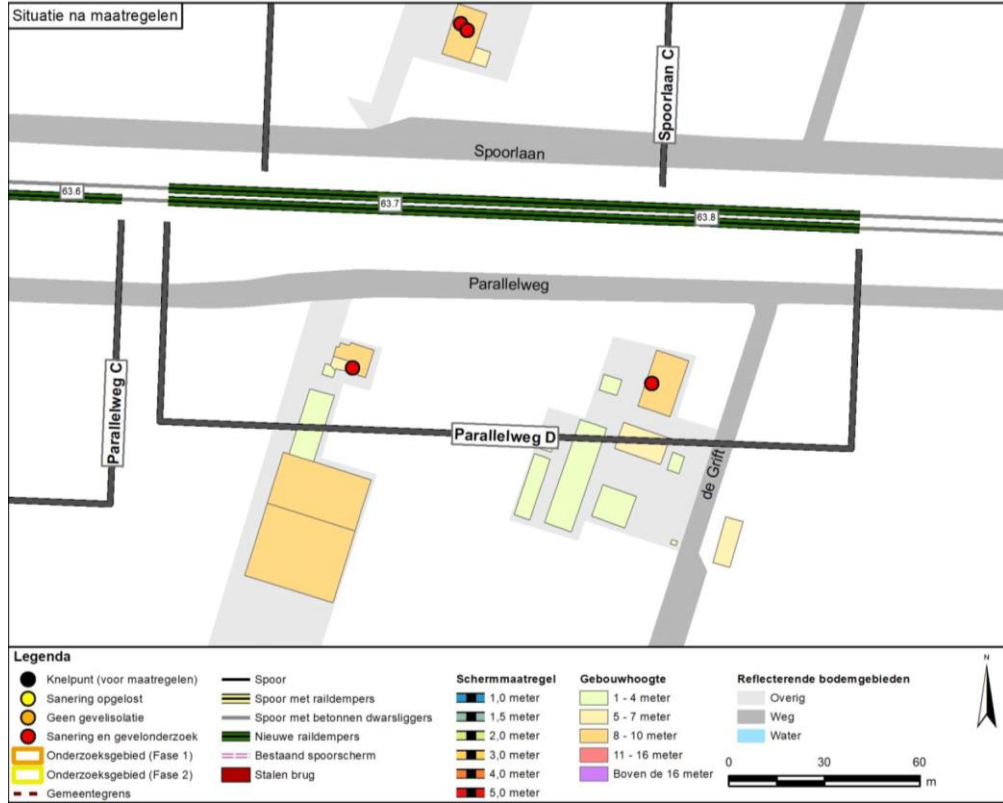 Situatie na maatregelen
Spoorlaan C
Spoorlaan
63.6
63.7
63.8
Parallelweg
Parallelweg C
Parallelweg D
de Grift
Legenda
Knelpunt (voor maatregelen)
Sanering opgelost
Geen gevelisolatie
Sanering en gevelonderzoek
Onderzoeksgebied (Fase 1)
Onderzoeksgebied (Fase 2)
Gemeentegrens
Spoor
Spoor met raildempers
Spoor met betonnen dwarsliggers
Nieuwe raildempers
Bestaand spoorscherm
Stalen brug
Schermmaatregel
1,0 meter
1,5 meter
2,0 meter
3,0 meter
4,0 meter
5,0 meter
Gebouwhoogte
1 - 4 meter
5 - 7 meter
8 - 10 meter
11 - 16 meter
Boven de 16 meter
Reflecterende bodemgebieden
Overig
Weg
Water
N
0 30 60
m